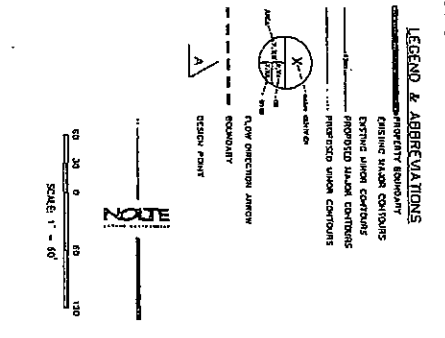 LEGEND & ABBREVIATIONS
PROPERTY BOUNDARY
EXISTING MAJOR CONTOURS
EXISTING MINOR CONTOURS
PROPOSED MAJOR CONTOURS
PROPOSED MINOR CONTOURS
X
AREA
FLOW DIRECTION ARROW
BOUNDARY
A
DESIGN POINT
NOLTE
60 30 0 60 120
SCALE: 1" = 60'